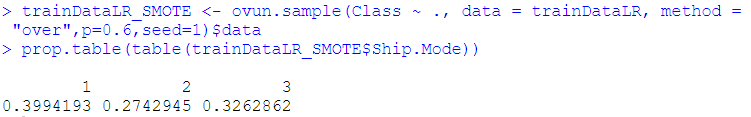 > trainDataLR_SMOTE <- ovun.sample(Class ~ ., data = trainDataLR, method =
"over",p=0.6,seed=1)$data
> prop.table(table(trainDataLR_SMOTE$Ship.Mode))
1 2 3
0.3994193 0.2742945 0.3262862